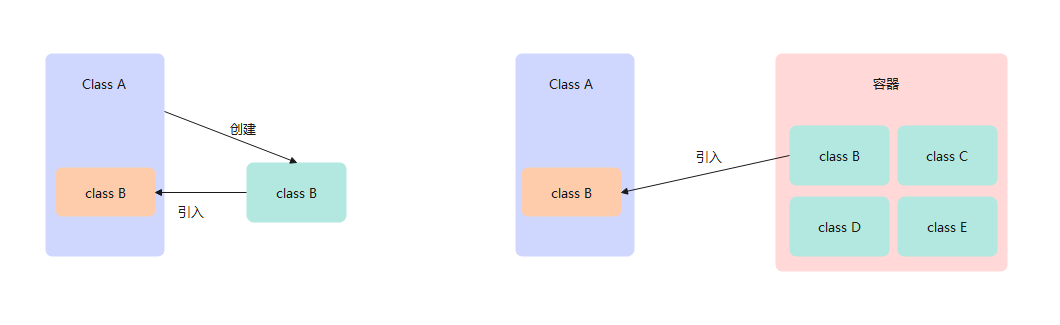 Class A
创建
class B
class B
引入
Class A
容器
引入
class B
class C
class B
class D
class E